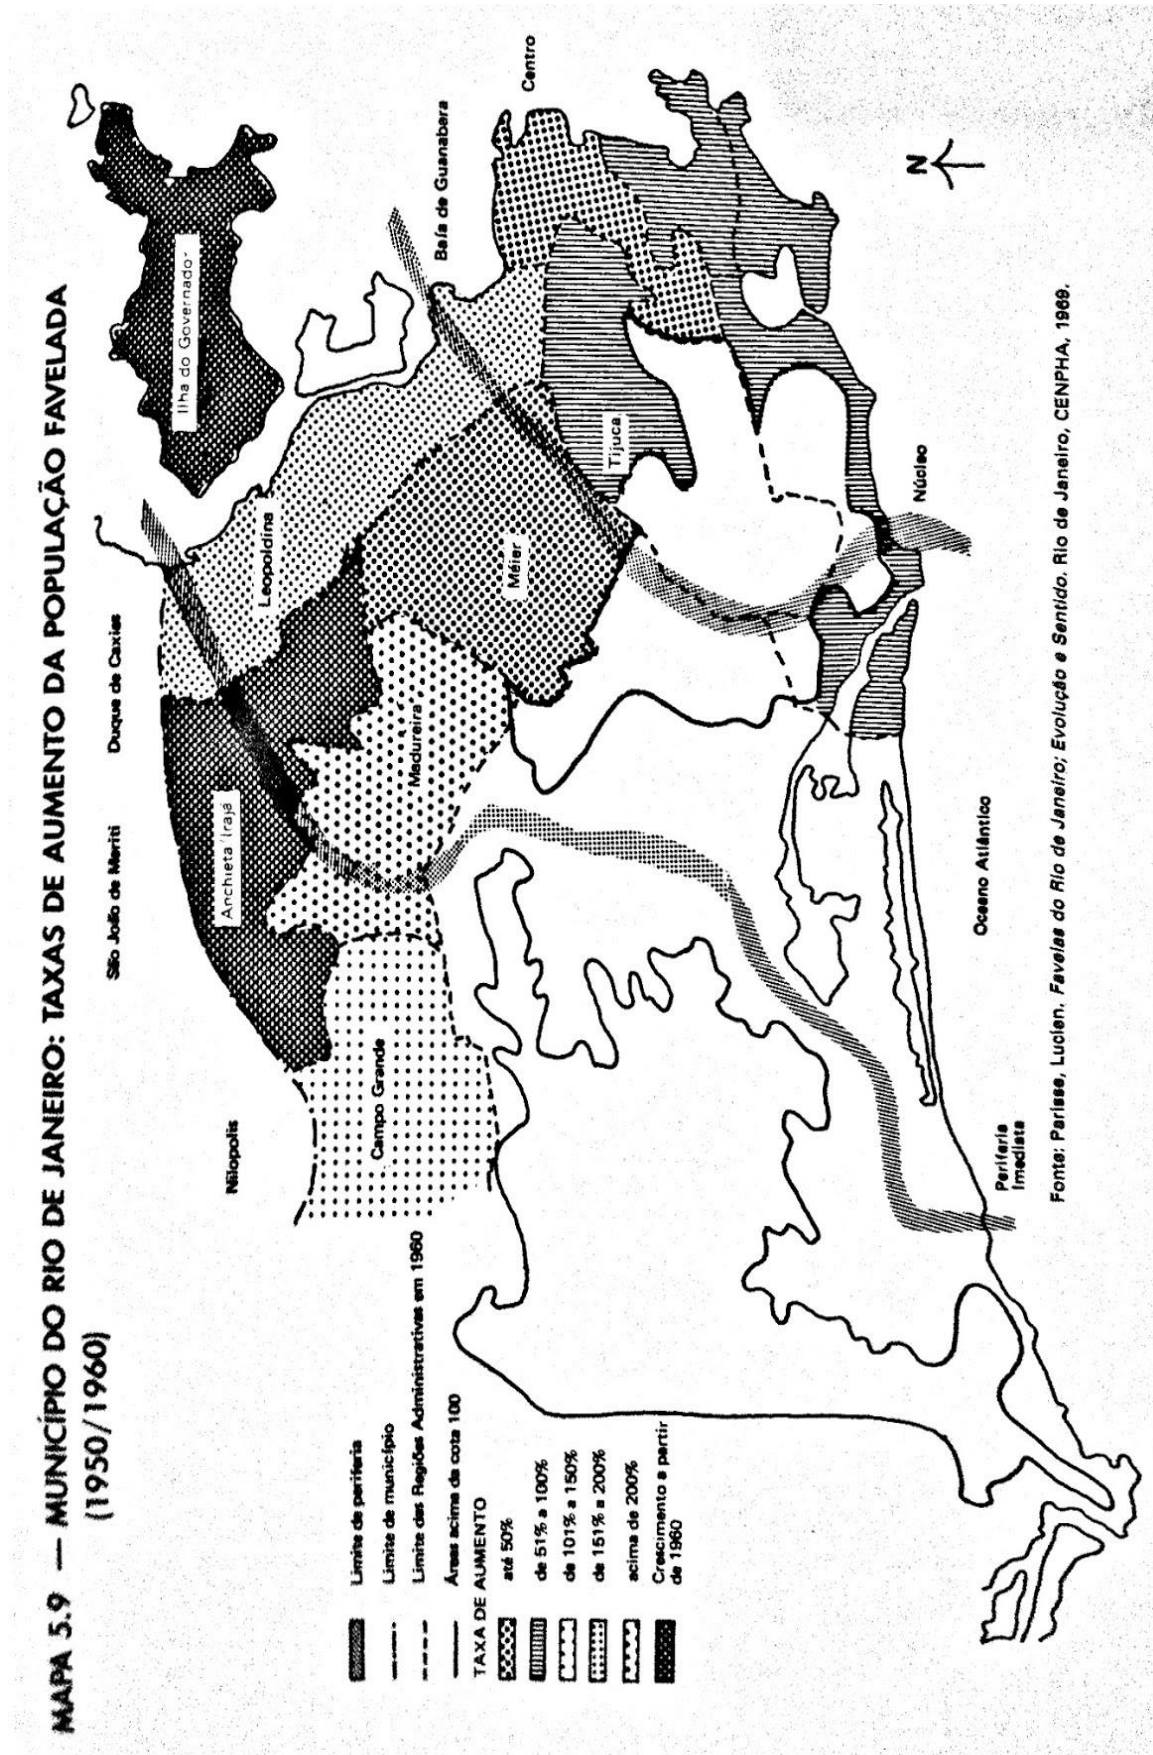 MAPA 5.9 — MUNICÍPIO DO RIO DE JANEIRO: TAXAS DE AUMENTO DA POPULAÇÃO FAVELADA
(1950/1960)
Limite de periferia
Limite de município
Limite das Regiões Administrativas em 1960
Áreas acima da cota 100
TAXA DE AUMENTO
até 50%
de 51% a 100%
de 101% a 150%
de 151% a 200%
acima de 200%
Crescimento a partir
de 1960
Nilopolis
São João de Meriti
Duque de Caxias
Ilha do Governador
Baía de Guanabara
Centro
Anchieta Irajá
Leopoldina
Campo Grande
Madureira
Méier
Tijuca
N
Núcleo
Oceano Atlântico
Periferia
Imediata
Fonte: Parisse, Lucien. Favelas do Rio de Janeiro; Evolução e Sentido. Rio de Janeiro, CENPHA, 1969.